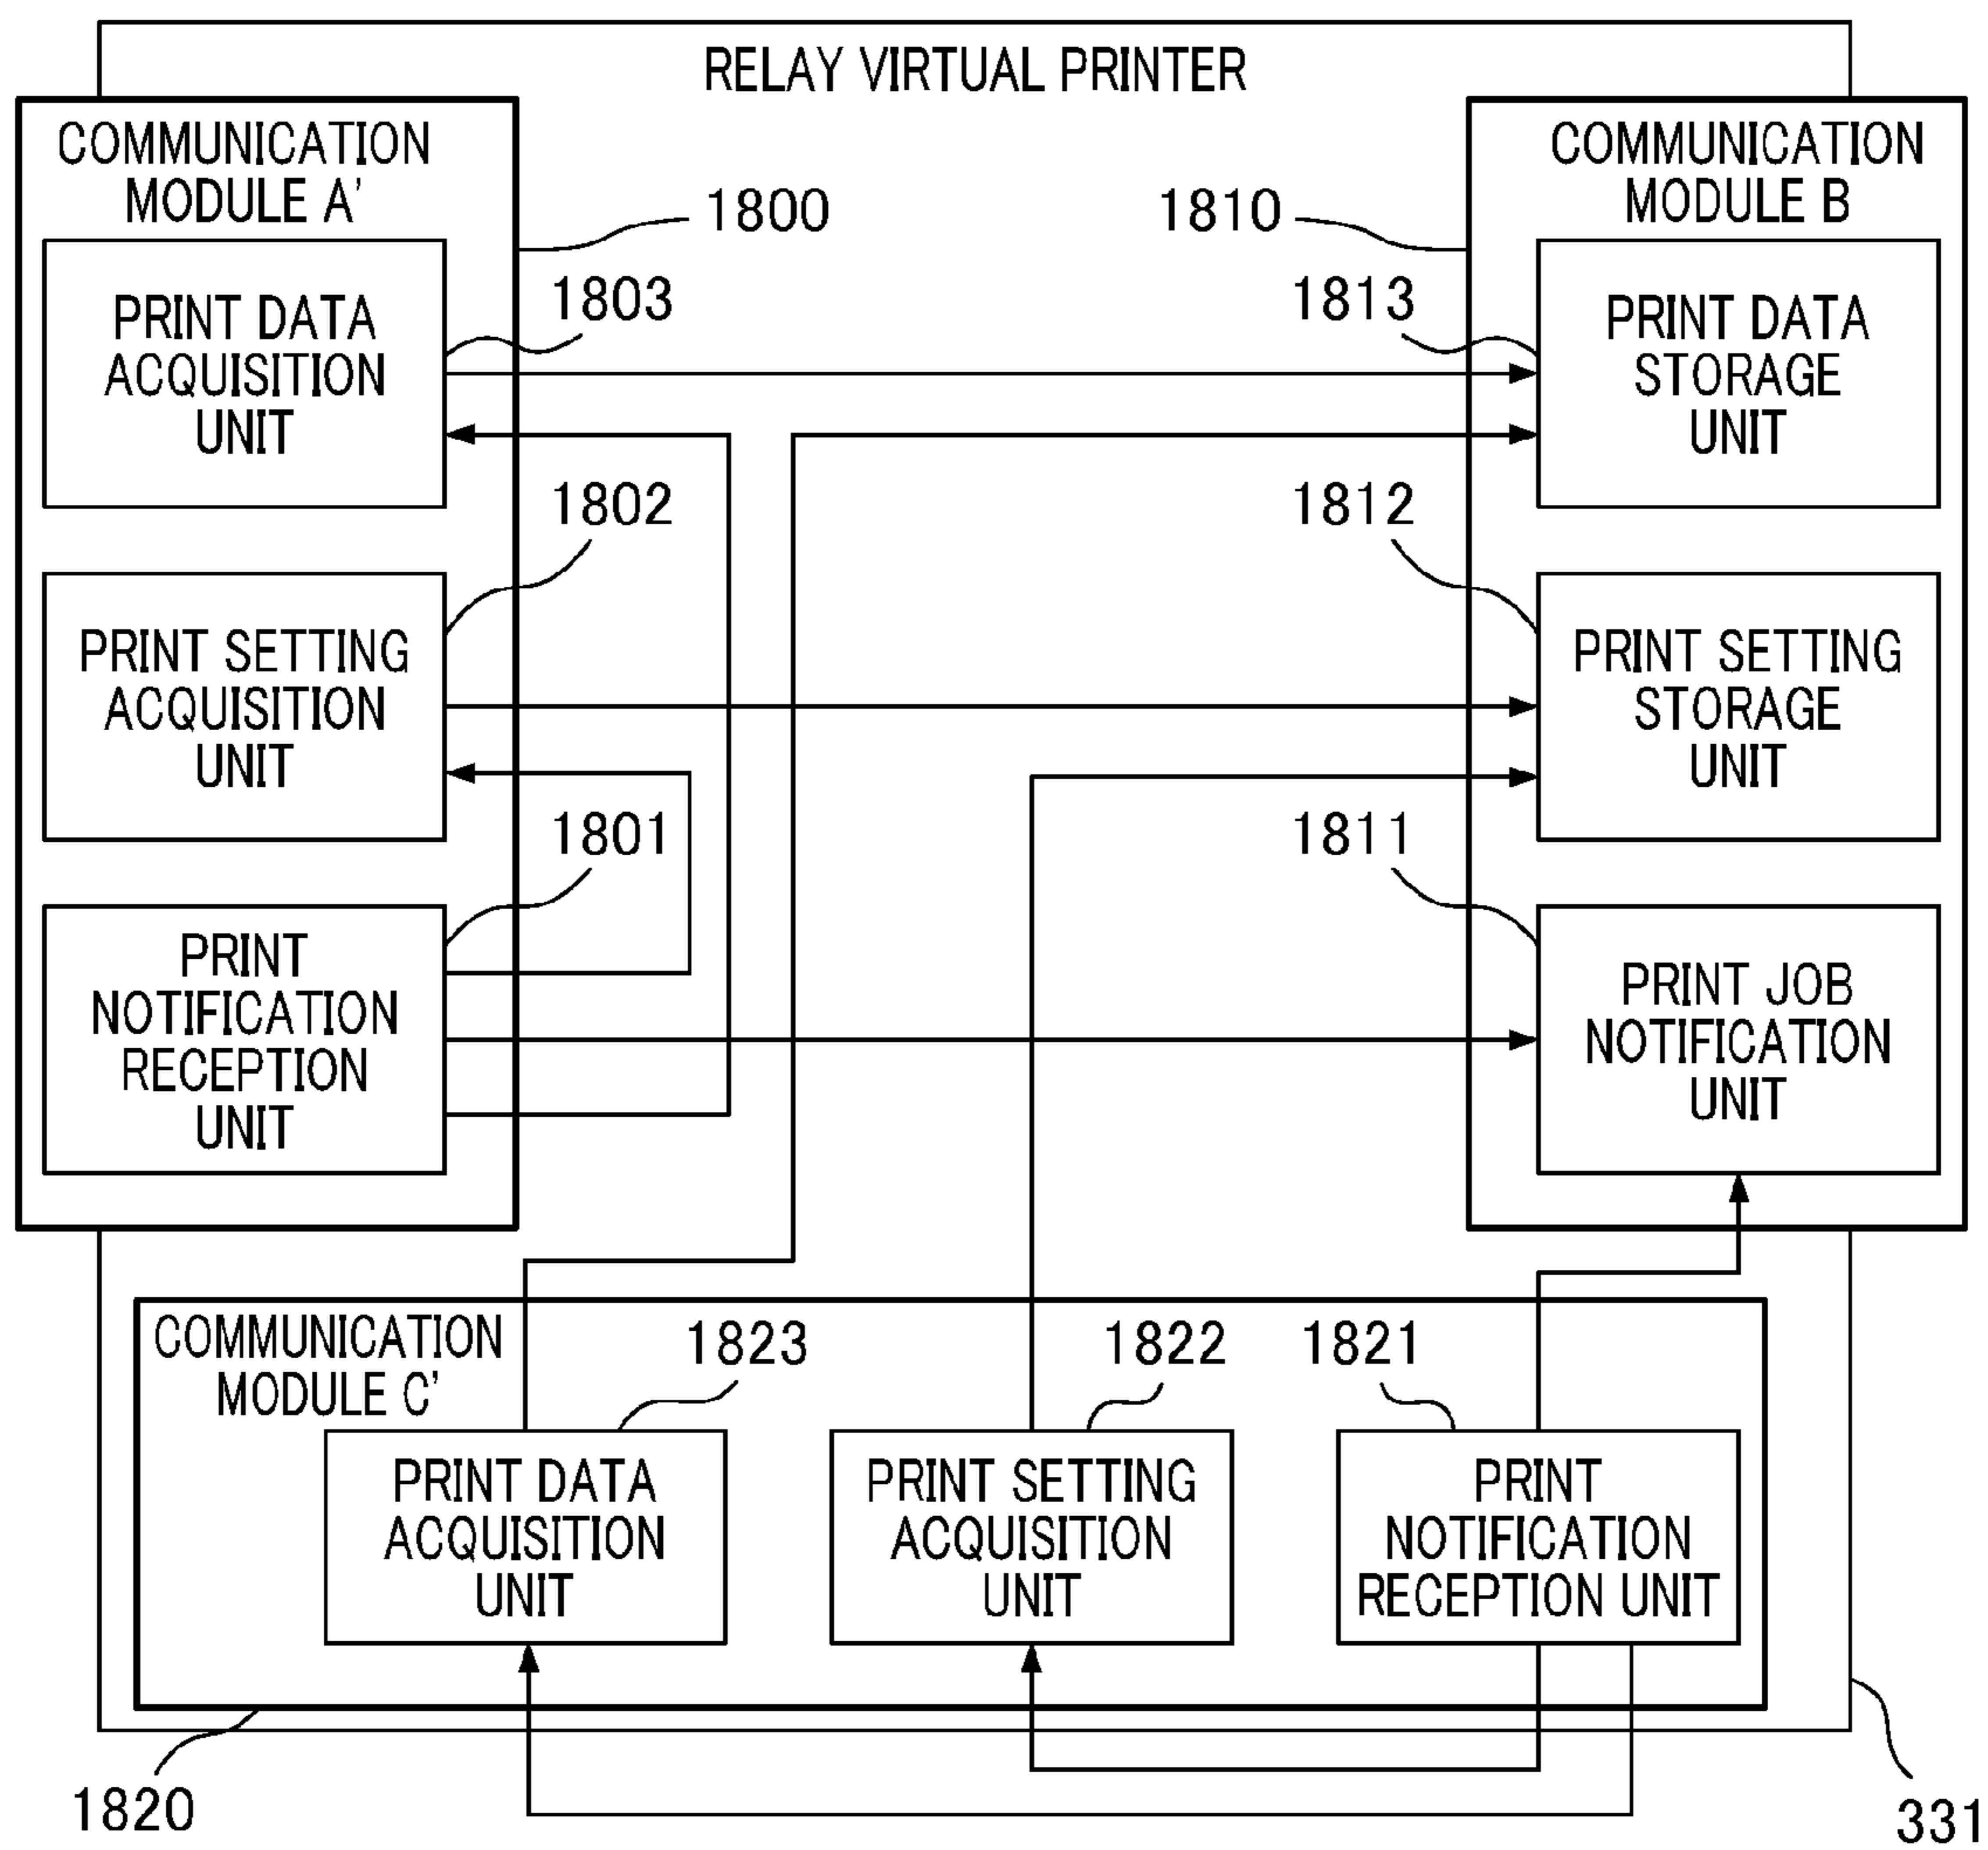 RELAY VIRTUAL PRINTER
COMMUNICATION
MODULE A'
1800
PRINT DATA
ACQUISITION
UNIT
1803
PRINT SETTING
ACQUISITION
UNIT
1802
PRINT
NOTIFICATION
RECEPTION
UNIT
1801
COMMUNICATION
MODULE B
1810
PRINT DATA
STORAGE
UNIT
1813
PRINT SETTING
STORAGE
UNIT
1812
PRINT JOB
NOTIFICATION
UNIT
1811
COMMUNICATION
MODULE C'
1823
PRINT DATA
ACQUISITION
UNIT
1822
PRINT SETTING
ACQUISITION
UNIT
1821
PRINT
NOTIFICATION
RECEPTION UNIT
1820
331